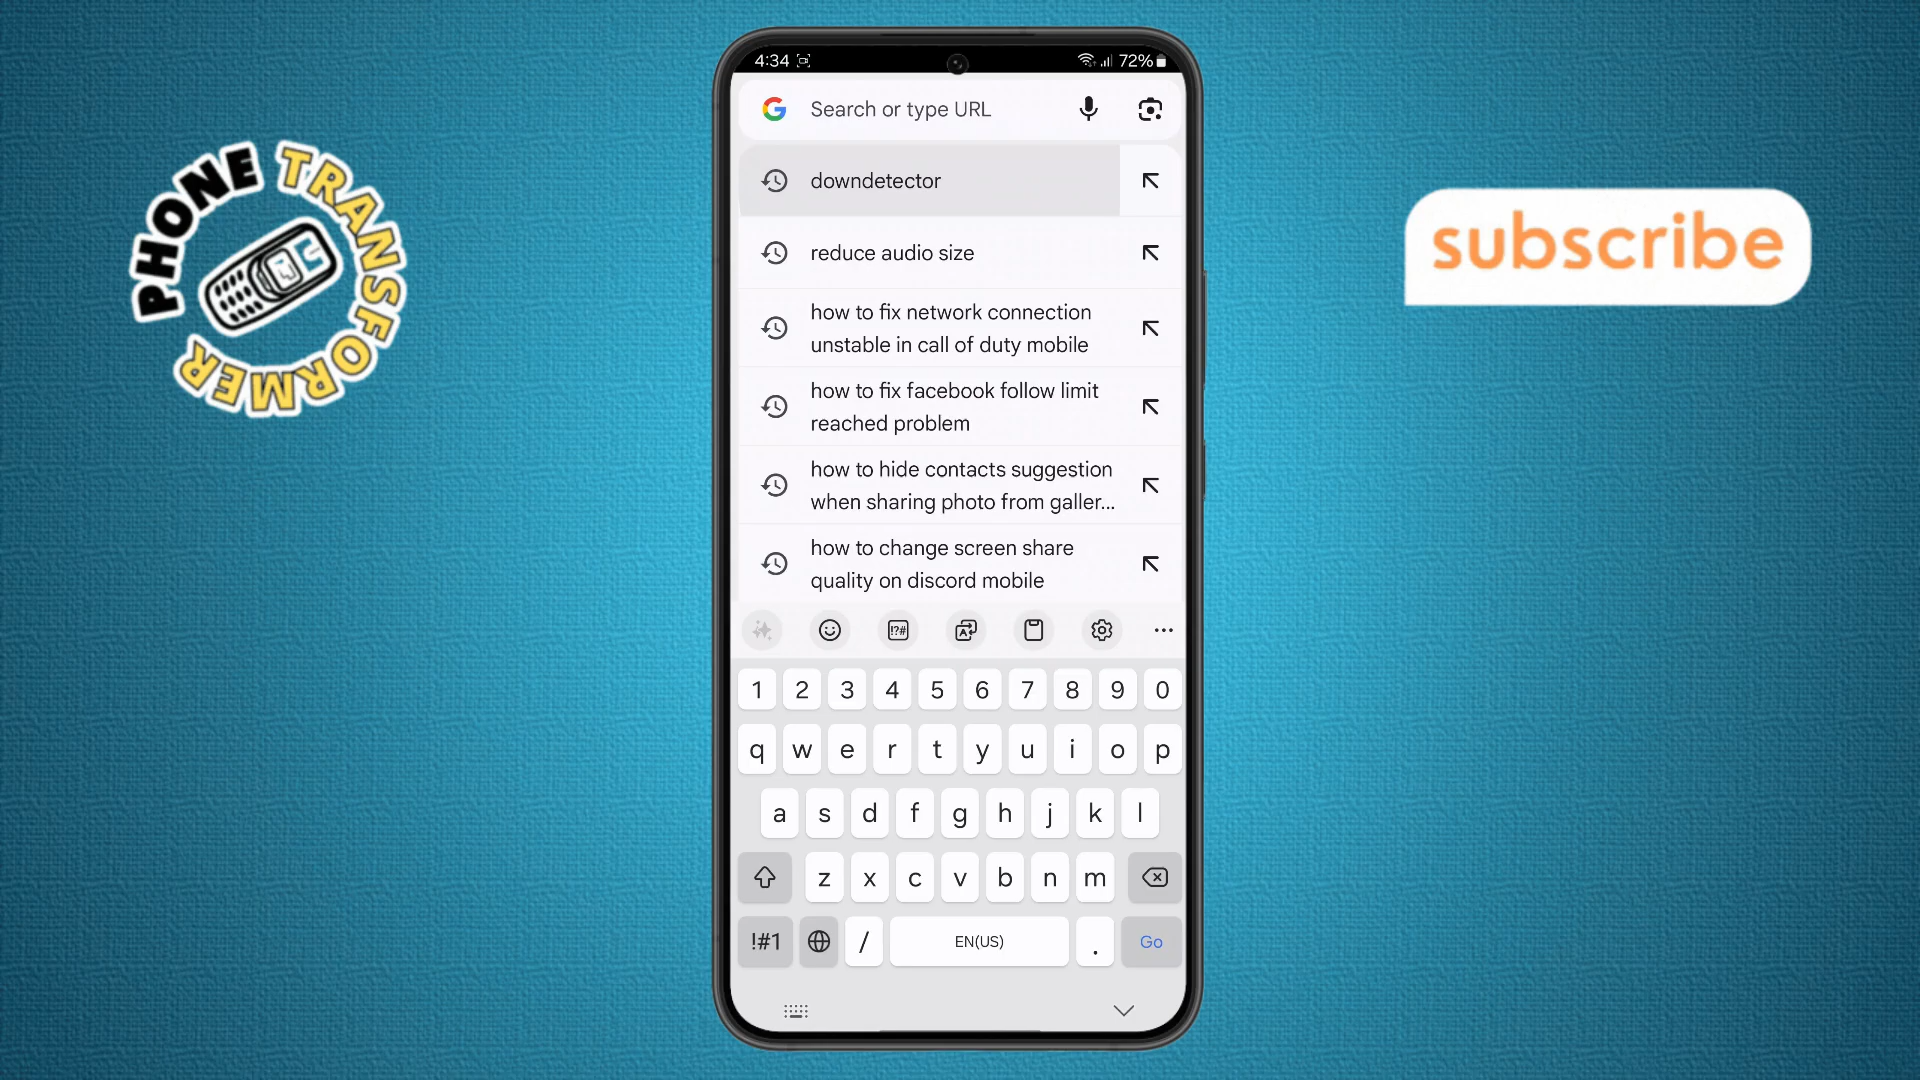 PHONE TRANSFORMER
subscribe
4:34
72%
Search or type URL
downdetector
reduce audio size
how to fix network connection
unstable in call of duty mobile
how to fix facebook follow limit
reached problem
how to hide contacts suggestion
when sharing photo from galler...
how to change screen share
quality on discord mobile
!?#
A
1 2 3 4 5 6 7 8 9 0
q w e r t y u i o p
a s d f g h j k l
z x c v b n m
!#1 / EN(US) . Go